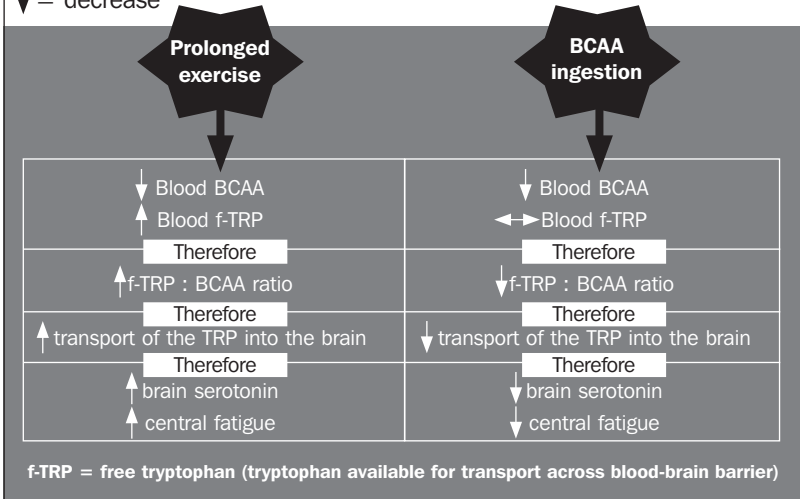 ↓ = decrease
Prolonged
exercise
BCAA
ingestion
↓ Blood BCAA
↑ Blood f-TRP
Therefore
↑ f-TRP : BCAA ratio
Therefore
↑ transport of the TRP into the brain
Therefore
↑ brain serotonin
↑ central fatigue
↓ Blood BCAA
↔ Blood f-TRP
Therefore
↓ f-TRP : BCAA ratio
Therefore
↓ transport of the TRP into the brain
Therefore
↓ brain serotonin
↓ central fatigue
f-TRP = free tryptophan (tryptophan available for transport across blood-brain barrier)